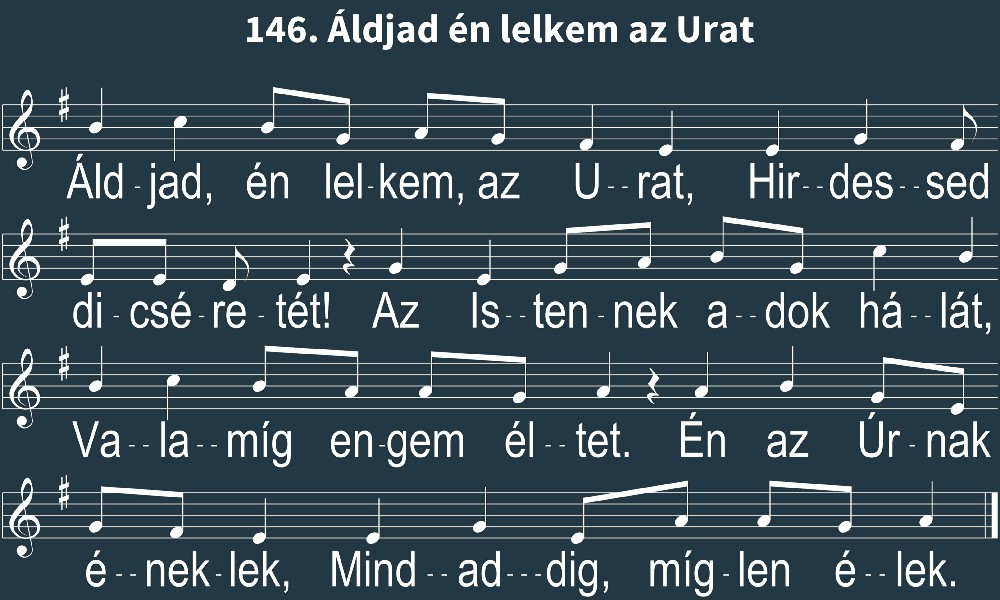 146. Áldjad én lelkem az Urat
Áld - jad, én lel - kem, az U - - rat, Hir - - des - - sed
di - csé - re - tét! Az Is - - ten - nek a - - dok há - - lát,
Va - - la - - míg en - gem él - - tet. Én az Úr - nak
é - - nek - lek, Mind - - ad - - - dig, míg - len é - - lek.